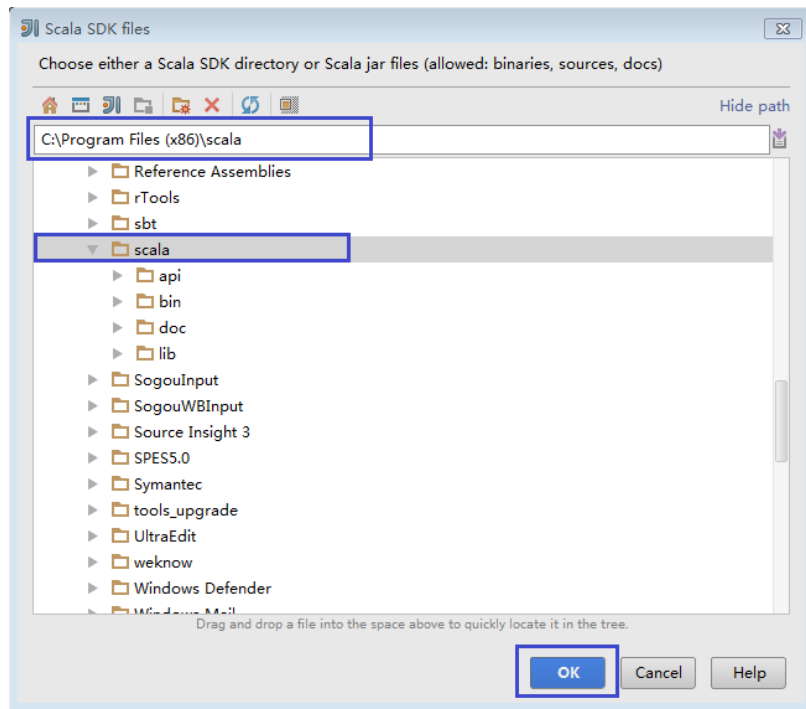 Scala SDK files
Choose either a Scala SDK directory or Scala jar files (allowed: binaries, sources, docs)
Hide path
C:\Program Files (x86)\scala
Reference Assemblies
rTools
sbt
scala
api
bin
doc
lib
SogouInput
SogouWBInput
Source Insight 3
SPES5.0
Symantec
tools_upgrade
UltraEdit
weknow
Windows Defender
Windows Mail
Drag and drop a file into the space above to quickly locate it in the tree.
OK Cancel Help